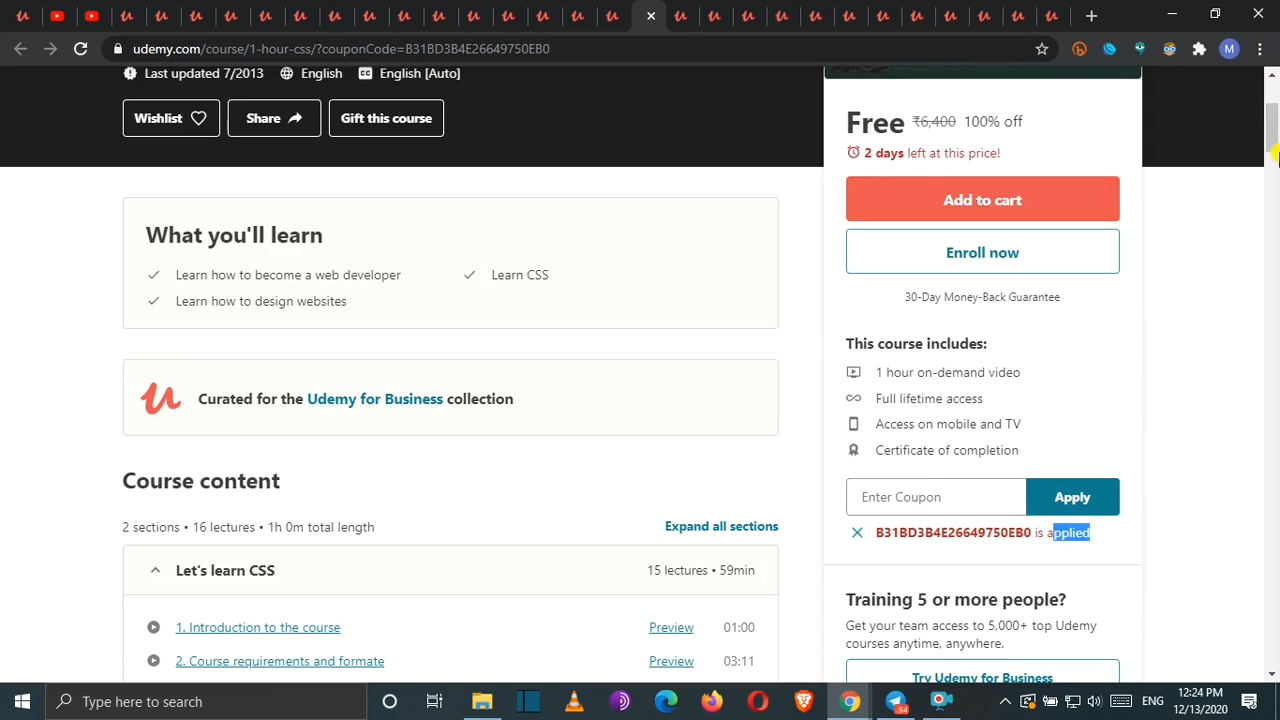 udemy.com/course/1-hour-css/?couponCode=B31BD3B4E26649750EB0
M
Last updated 7/2013 English English [Auto]
Wishlist Share Gift this course
Free ₹6,400 100% off
2 days left at this price!
Add to cart
Enroll now
30-Day Money-Back Guarantee
What you'll learn
Learn how to become a web developer
Learn CSS
Learn how to design websites
Curated for the Udemy for Business collection
This course includes:
1 hour on-demand video
Full lifetime access
Access on mobile and TV
Certificate of completion
Enter Coupon Apply
B31BD3B4E26649750EB0 is applied
Course content
2 sections • 16 lectures • 1h 0m total length Expand all sections
Let's learn CSS 15 lectures • 59min
1. Introduction to the course Preview 01:00
2. Course requirements and formate Preview 03:11
Training 5 or more people?
Get your team access to 5,000+ top Udemy
courses anytime, anywhere.
Try Udemy for Business
Type here to search
94
ENG
12:24 PM
12/13/2020